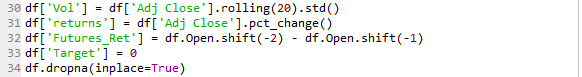 30 df['Vol'] = df['Adj Close'].rolling(20).std()
31 df['returns'] = df['Adj Close'].pct_change()
32 df['Futures_Ret'] = df.Open.shift(-2) - df.Open.shift(-1)
33 df['Target'] = 0
34 df.dropna(inplace=True)